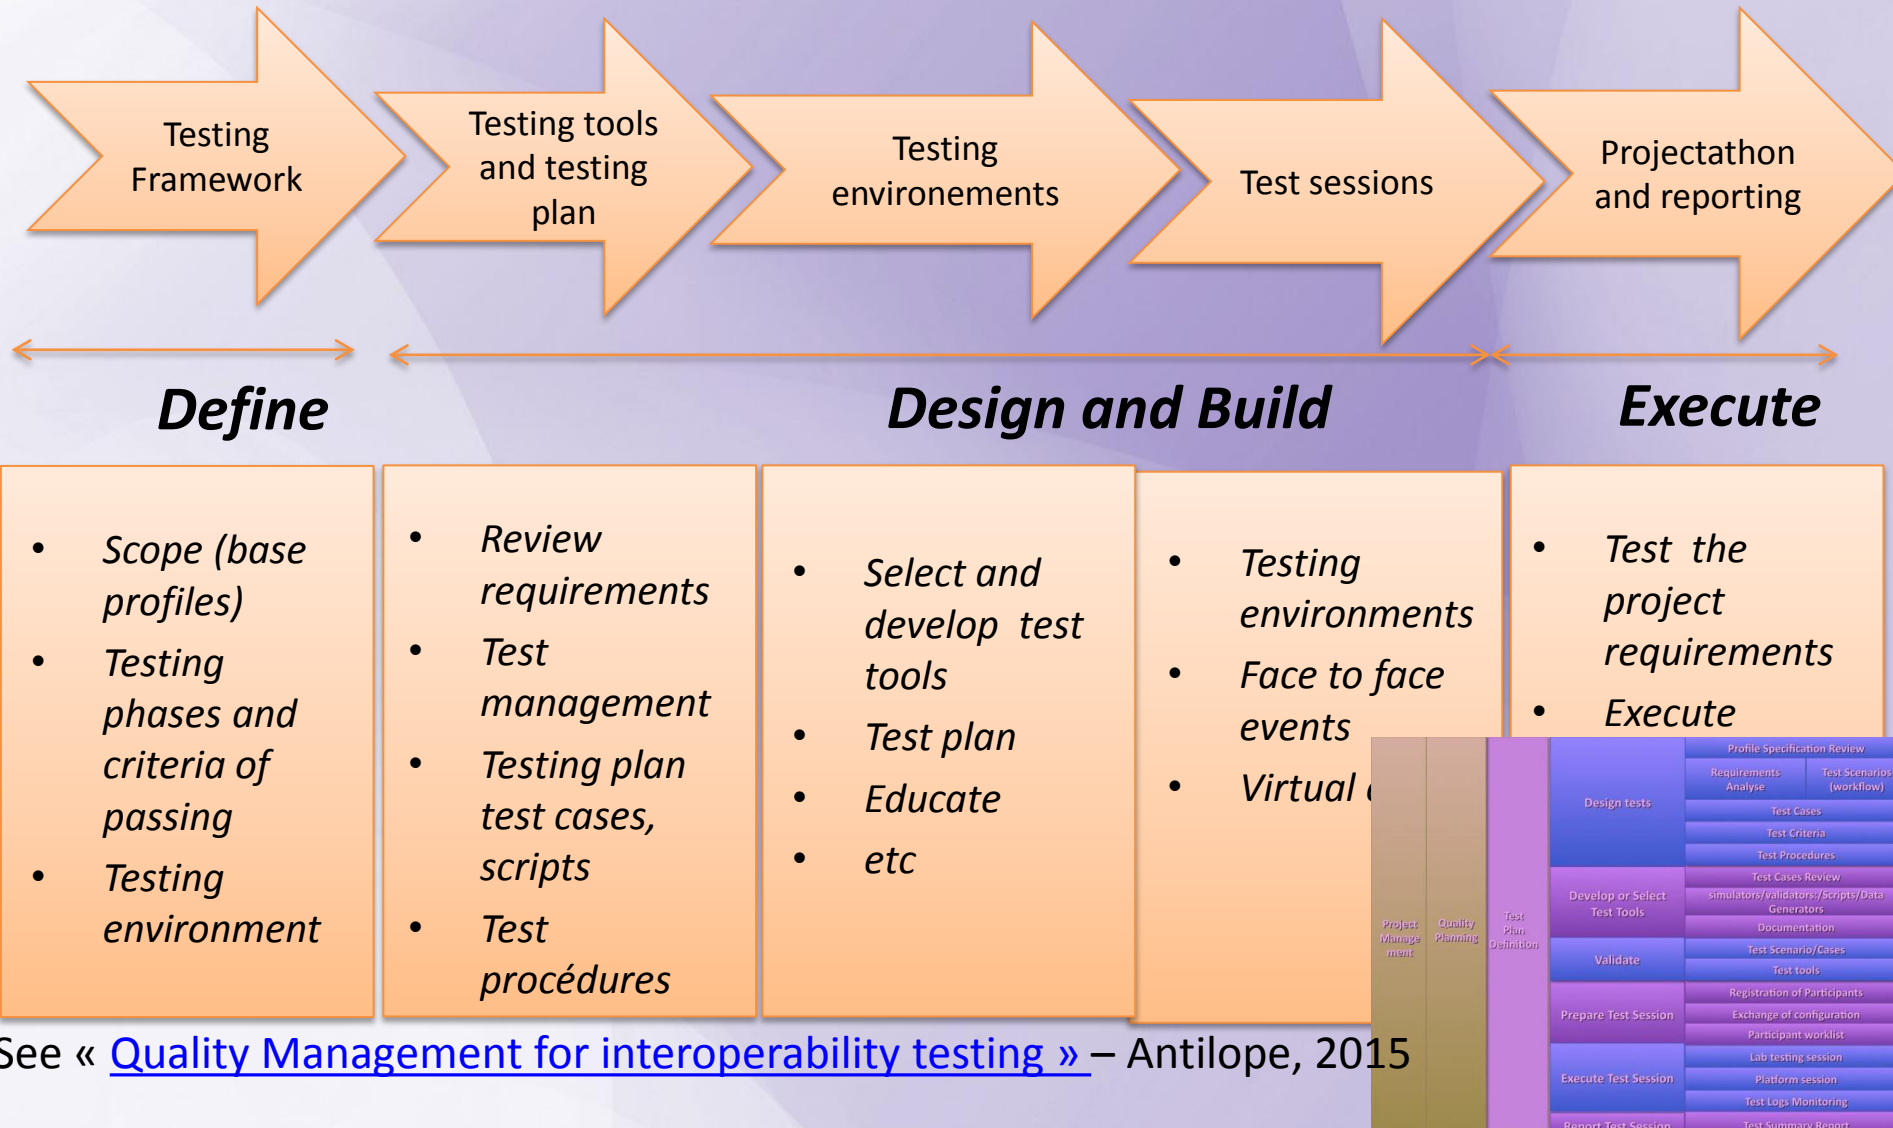 Testing
Framework
Testing tools
and testing
plan
Testing
environements
Test sessions
Projectathon
and reporting
Define
Design and Build
Execute
• Scope (base
profiles)
• Testing
phases and
criteria of
passing
• Testing
environment
• Review
requirements
• Test
management
• Testing plan
test cases,
scripts
• Test
procédures
• Select and
develop test
tools
• Test plan
• Educate
• etc
• Testing
environments
• Face to face
events
• Virtual
• Test the
project
requirements
• Execute
Project
Manage
ment
Quality
Planning
Test
Plan
Definition
Design tests
Profile Specification Review
Requirements
Analyse
Test Scenarios
(workflow)
Test Cases
Test Criteria
Test Procedures
Develop or Select
Test Tools
Test Cases Review
simulators/validators:/Scripts/Data
Generators
Documentation
Validate
Test Scenario/Cases
Test tools
Prepare Test Session
Registration of Participants
Exchange of configuration
Participant worklist
Execute Test Session
Lab testing session
Platform session
Test Logs Monitoring
Report Test Session
Test Summary Report
See « Quality Management for interoperability testing » – Antilope, 2015